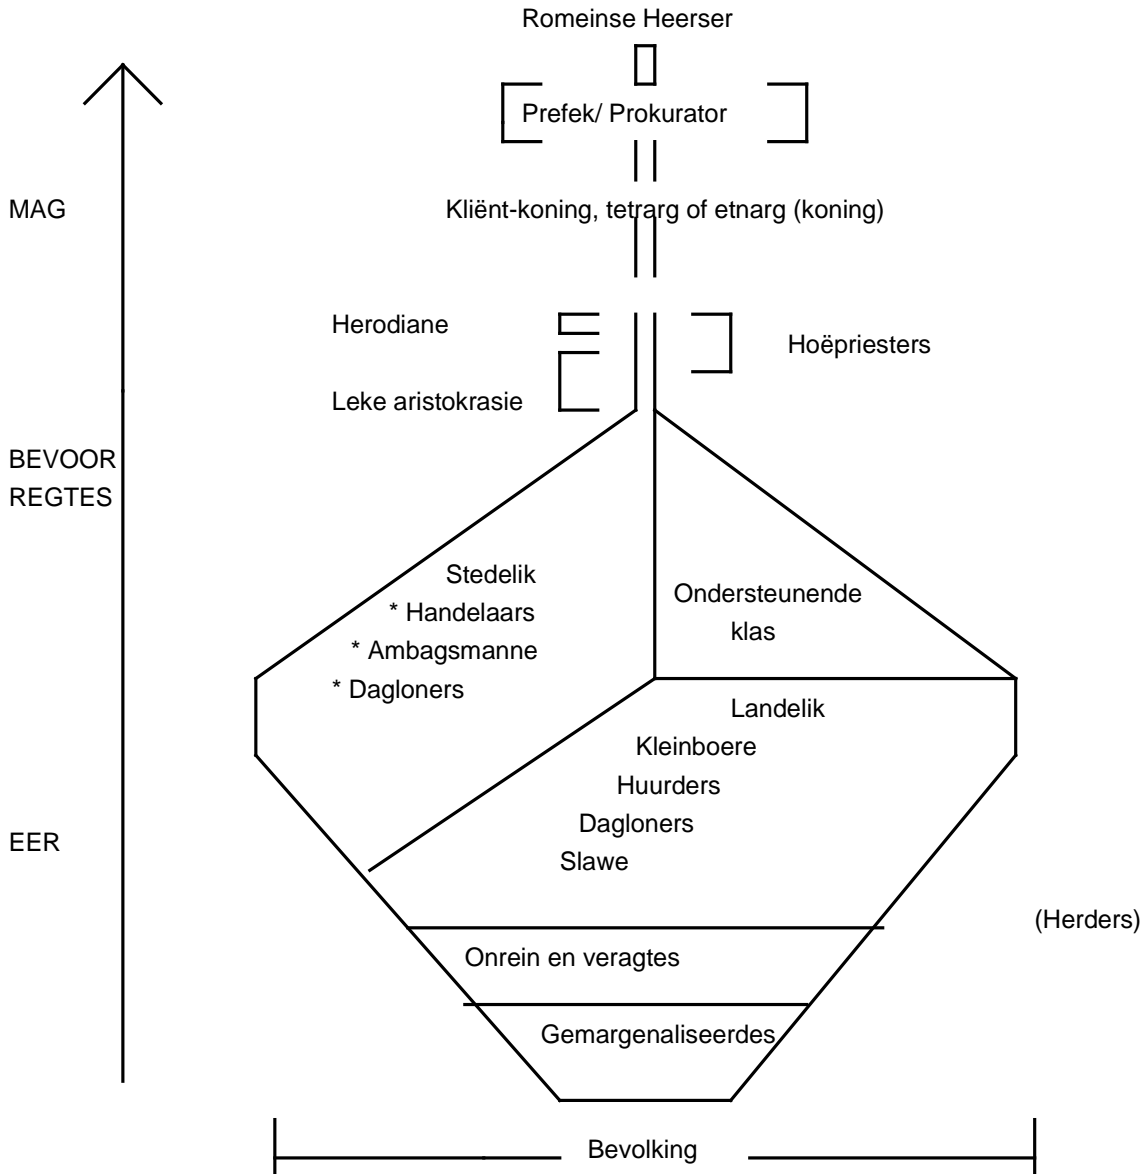 Romeinse Heerser
Prefek/ Prokurator
MAG
Kliënt-koning, tetrarg of etnarg (koning)
Herodiane
Hoëpriesters
Leke aristokrasie
BEVOOR
REGTES
Stedelik
* Handelaars
* Ambagsmanne
* Dagloners
Ondersteunende
klas
Landelik
Kleinboere
Huurders
Dagloners
Slawe
EER
(Herders)
Onrein en veragtes
Gemargenaliseerdes
Bevolking